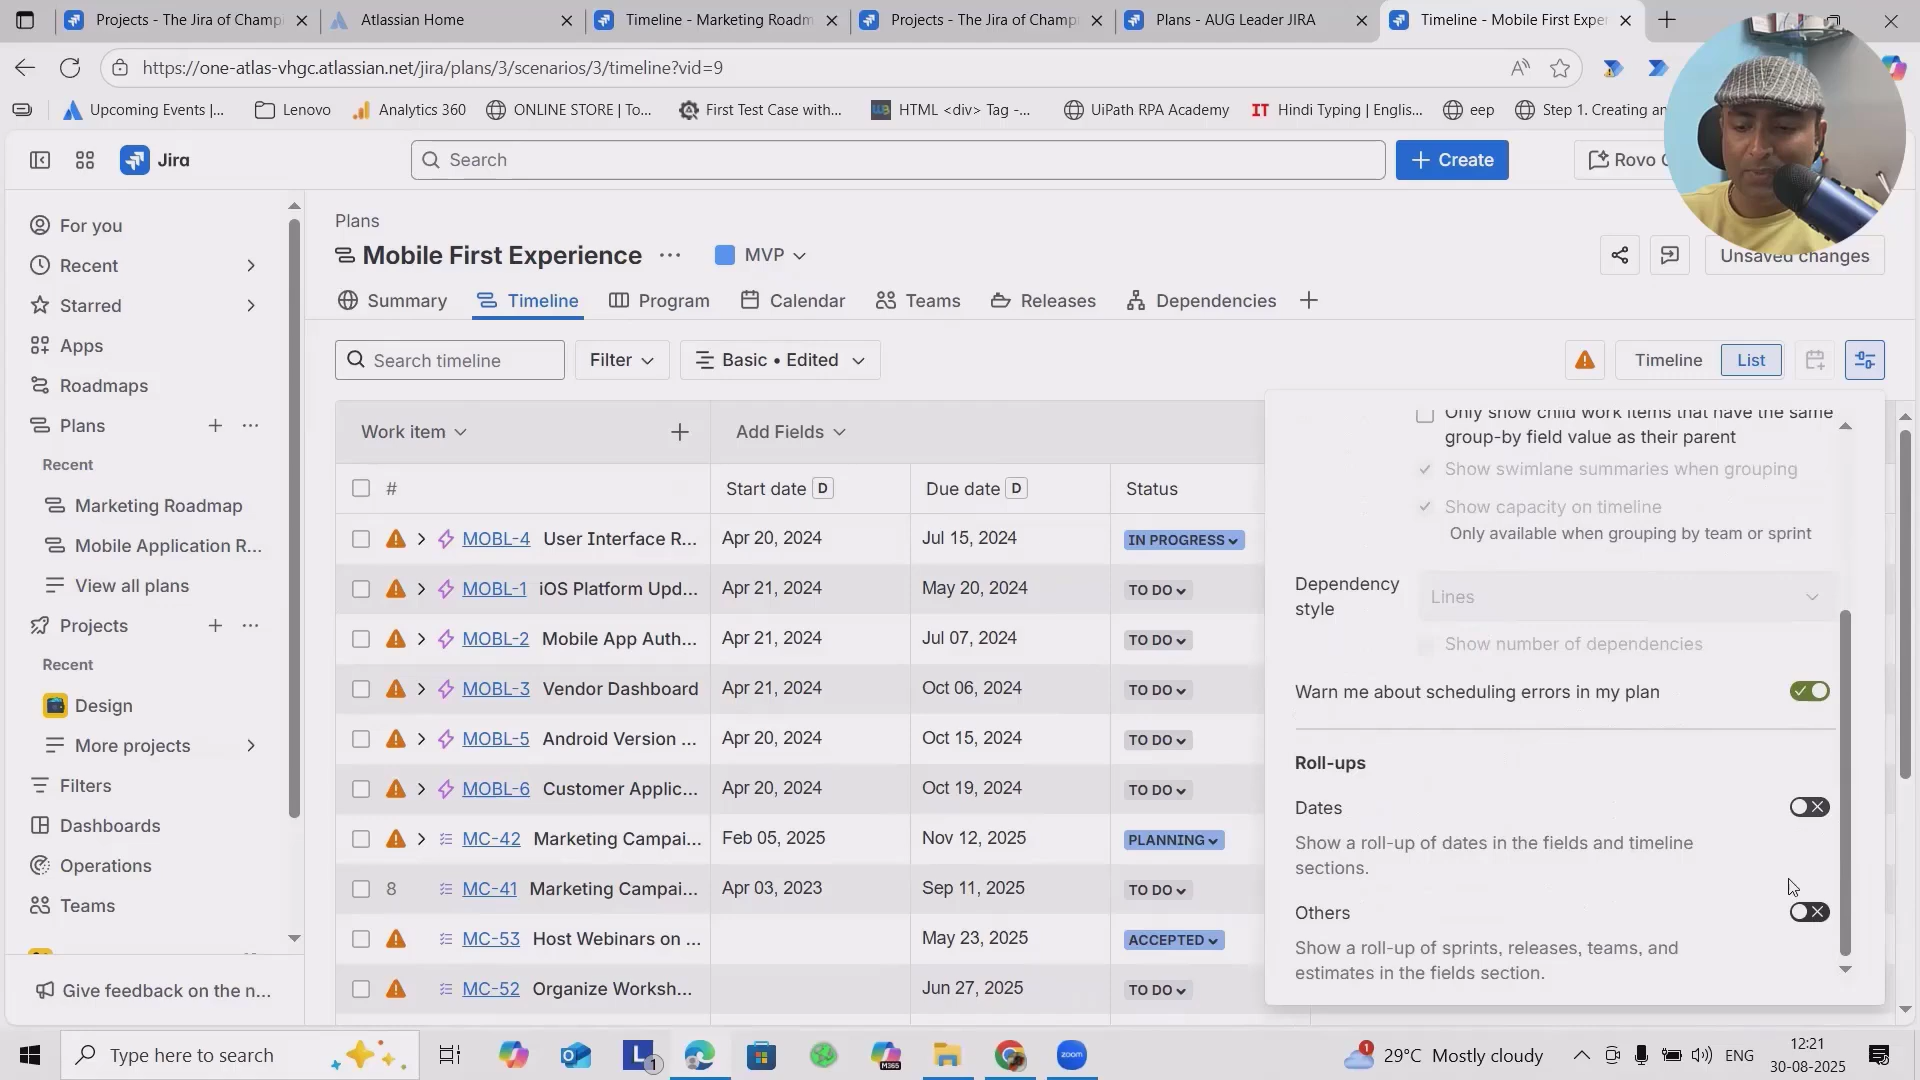 Projects - The Jira of Champ
Atlassian Home
Timeline - Marketing Roadm
Projects - The Jira of Champ
Plans - AUG Leader JIRA
Timeline - Mobile First Exper
https://one-atlas-vhgc.atlassian.net/jira/plans/3/scenarios/3/timeline?vid=9
Upcoming Events |...
Lenovo
Analytics 360
ONLINE STORE | To...
First Test Case with...
HTML <div> Tag -...
UiPath RPA Academy
IT Hindi Typing | Englis...
eep
Step 1. Creating an
Jira
Search
Create
Rovo
For you
Recent
Starred
Apps
Roadmaps
Plans
Recent
Marketing Roadmap
Mobile Application R...
View all plans
Projects
Recent
Design
More projects
Filters
Dashboards
Operations
Teams
Give feedback on the n...
Plans
Mobile First Experience
MVP
Unsaved changes
Summary
Timeline
Program
Calendar
Teams
Releases
Dependencies
Search timeline
Filter
Basic • Edited
Timeline
List
Work item
Add Fields
#
Start date D
Due date D
Status
MOBL-4 User Interface R... Apr 20, 2024 Jul 15, 2024 IN PROGRESS
MOBL-1 iOS Platform Upd... Apr 21, 2024 May 20, 2024 TO DO
MOBL-2 Mobile App Auth... Apr 21, 2024 Jul 07, 2024 TO DO
MOBL-3 Vendor Dashboard Apr 21, 2024 Oct 06, 2024 TO DO
MOBL-5 Android Version ... Apr 20, 2024 Oct 15, 2024 TO DO
MOBL-6 Customer Applic... Apr 20, 2024 Oct 19, 2024 TO DO
MC-42 Marketing Campai... Feb 05, 2025 Nov 12, 2025 PLANNING
8 MC-41 Marketing Campai... Apr 03, 2023 Sep 11, 2025 TO DO
MC-53 Host Webinars on ... May 23, 2025 ACCEPTED
MC-52 Organize Worksh... Jun 27, 2025 TO DO
Only show child work items that have the same
group-by field value as their parent
Show swimlane summaries when grouping
Show capacity on timeline
Only available when grouping by team or sprint
Dependency
style
Lines
Show number of dependencies
Warn me about scheduling errors in my plan
Roll-ups
Dates
Show a roll-up of dates in the fields and timeline
sections.
Others
Show a roll-up of sprints, releases, teams, and
estimates in the fields section.
Type here to search
L 1
M365
zoom
1
29°C Mostly cloudy
ENG
12:21
30-08-2025